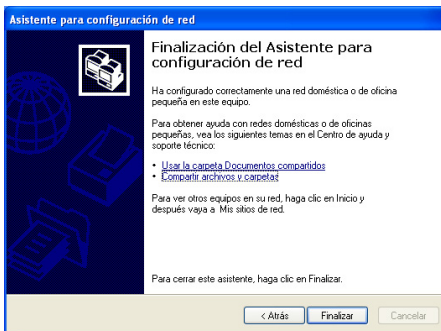 Asistente para configuración de red
Finalización del Asistente para
configuración de red
Ha configurado correctamente una red doméstica o de oficina
pequeña en este equipo.
Para obtener ayuda con redes domésticas o de oficinas
pequeñas, vea los siguientes temas en el Centro de ayuda y
soporte técnico:
• Usar la carpeta Documentos compartidos
• Compartir archivos y carpetas
Para ver otros equipos en su red, haga clic en Inicio y
después vaya a Mis sitios de red.
Para cerrar este asistente, haga clic en Finalizar.
< Atrás Finalizar Cancelar